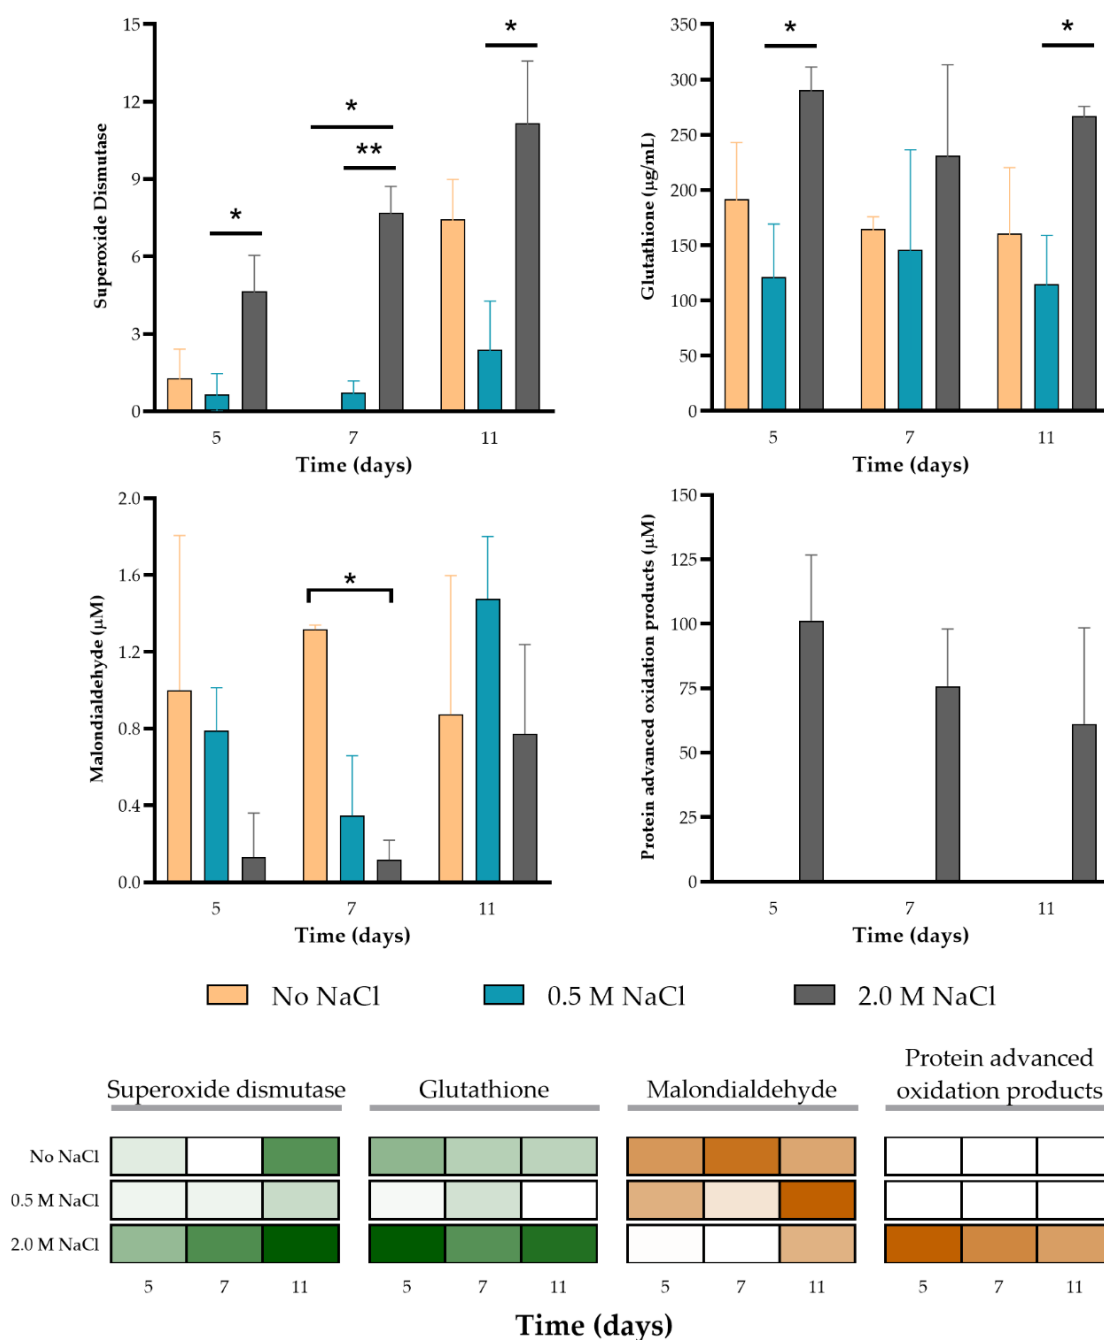 Superoxide Dismutase
15
12
9
6
3
0
*
*
**
*
5 7 11
Time (days)
Glutathione (µg/mL)
350
300
250
200
150
100
50
0
*
*
5 7 11
Time (days)
Malondialdehyde (µM)
2.0
1.6
1.2
0.8
0.4
0.0
*
5 7 11
Time (days)
Protein advanced oxidation products (µM)
150
125
100
75
50
25
0
5 7 11
Time (days)
No NaCl 0.5 M NaCl 2.0 M NaCl
Superoxide dismutase
Glutathione
Malondialdehyde
Protein advanced
oxidation products
No NaCl
0.5 M NaCl
2.0 M NaCl
5 7 11 5 7 11 5 7 11 5 7 11
Time (days)